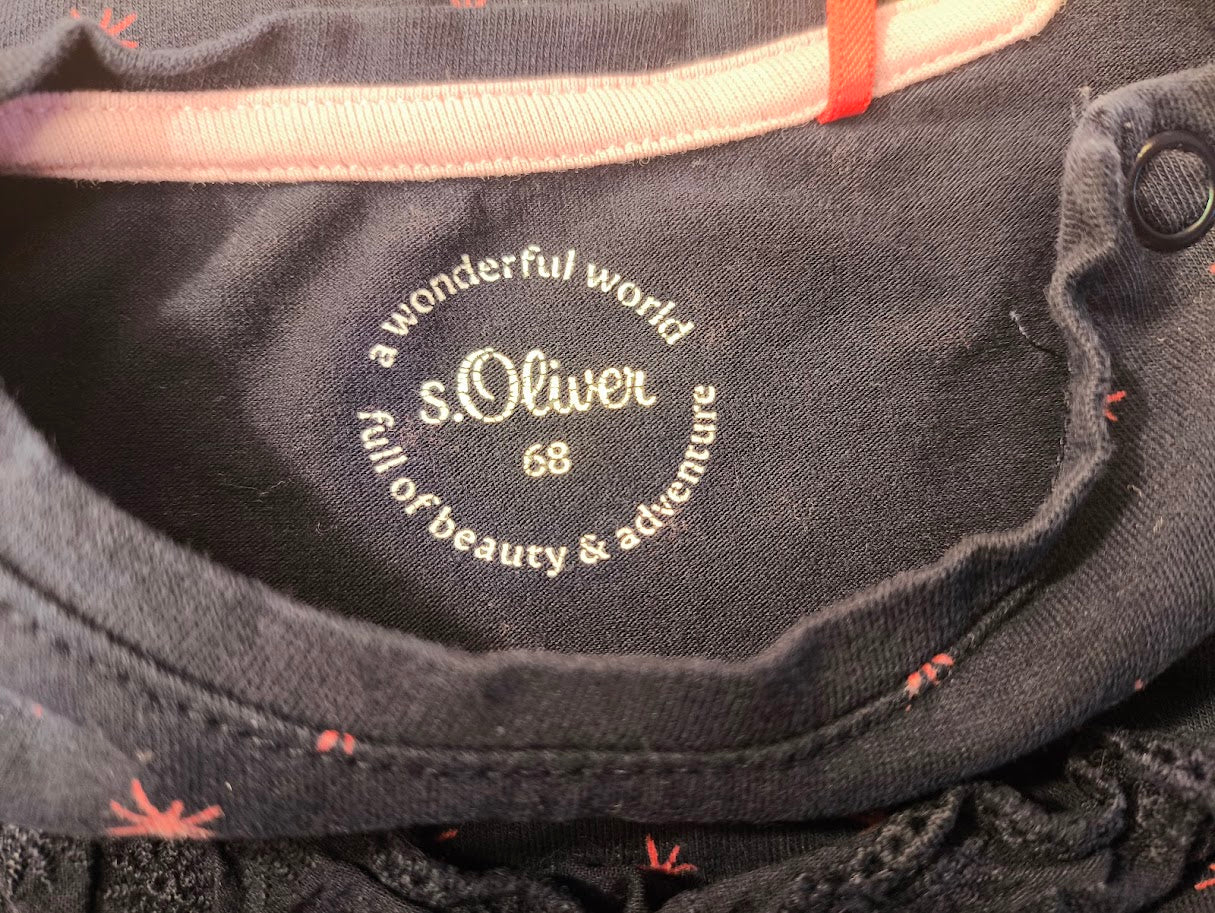 a wonderful world
s.Oliver
68
full of beauty & adventure